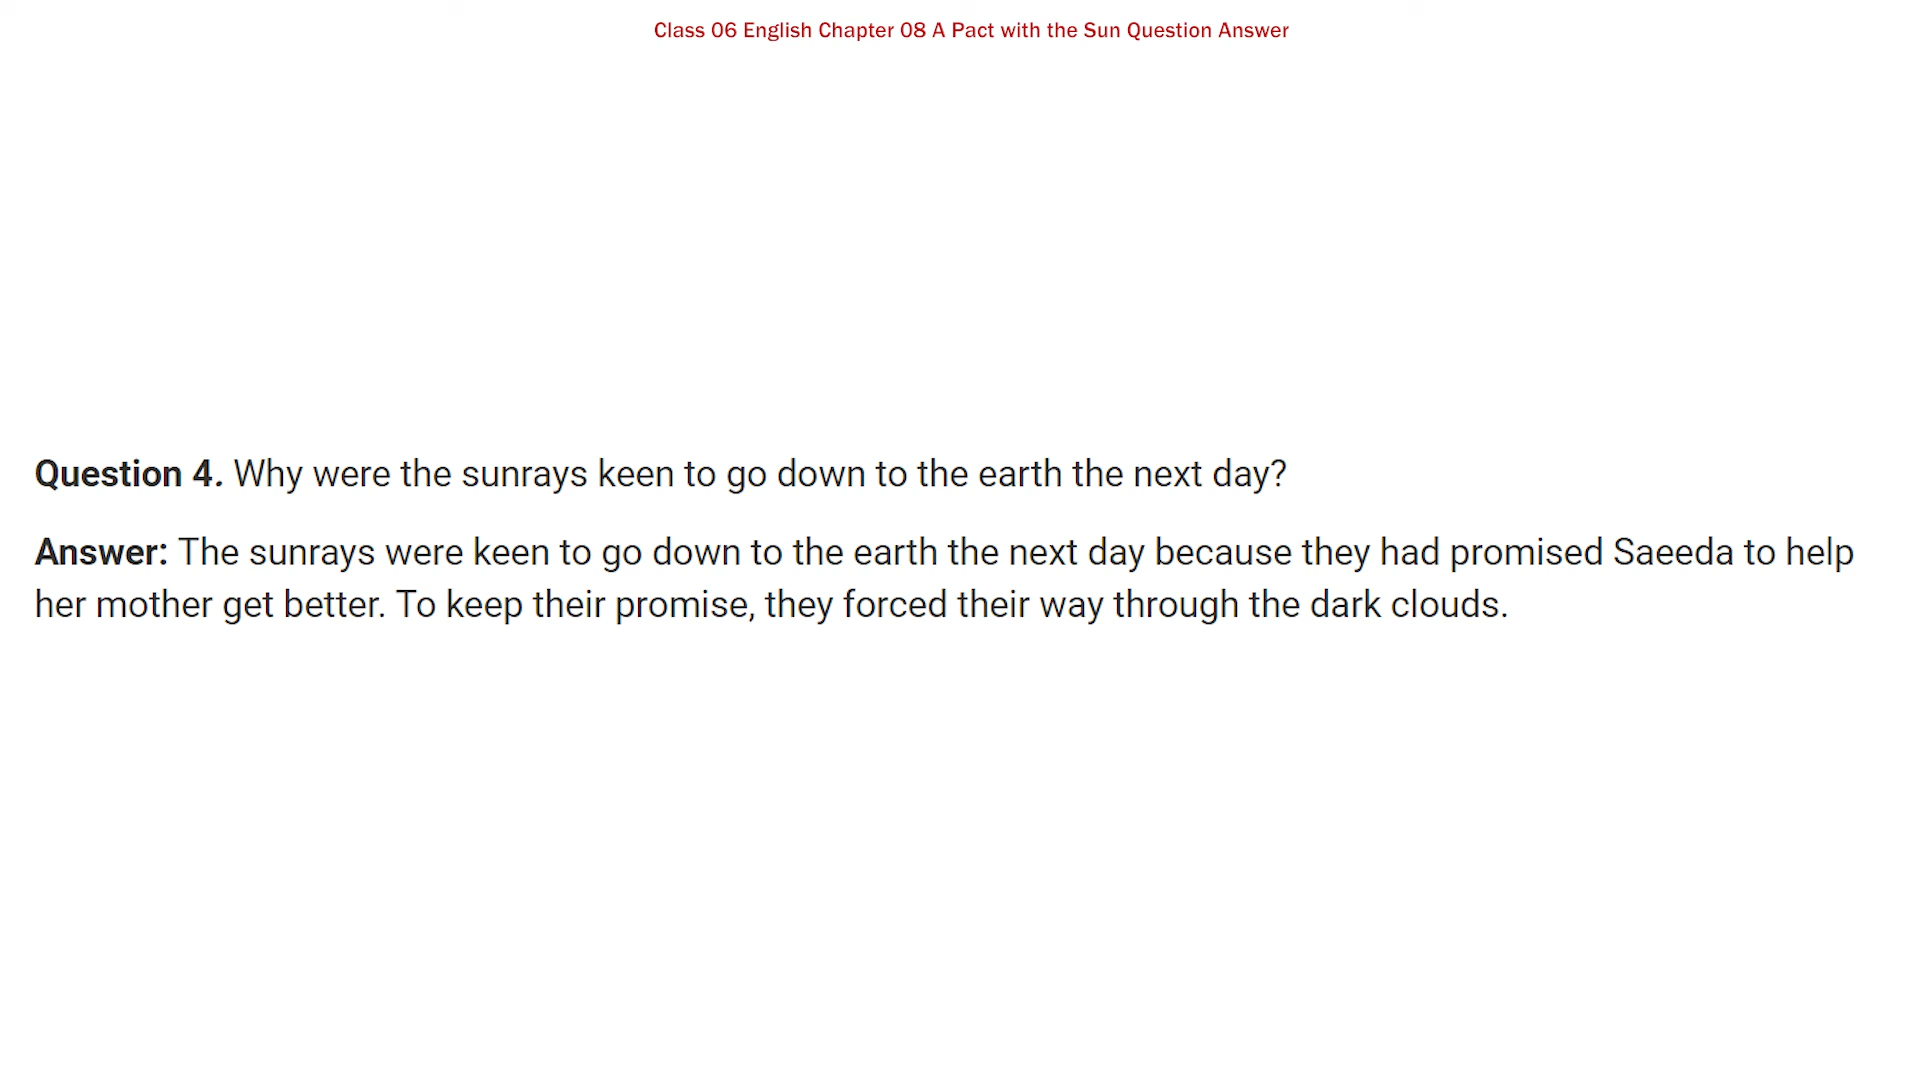 Class 06 English Chapter 08 A Pact with the Sun Question Answer
Question 4. Why were the sunrays keen to go down to the earth the next day?
Answer: The sunrays were keen to go down to the earth the next day because they had promised Saeeda to help
her mother get better. To keep their promise, they forced their way through the dark clouds.